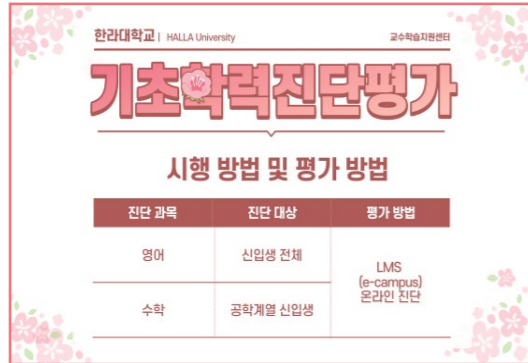 한라대학교 | HALLA University
교수학습지원센터
기초학력진단평가
시행 방법 및 평가 방법
진단 과목 진단 대상 평가 방법
영어 신입생 전체
수학 공학계열 신입생
LMS
(e-campus)
온라인 진단